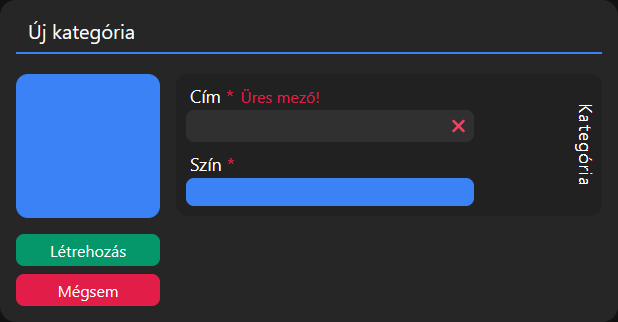 Új kategória
Cím * Üres mező!
Szín *
Kategória
Létrehozás
Mégsem